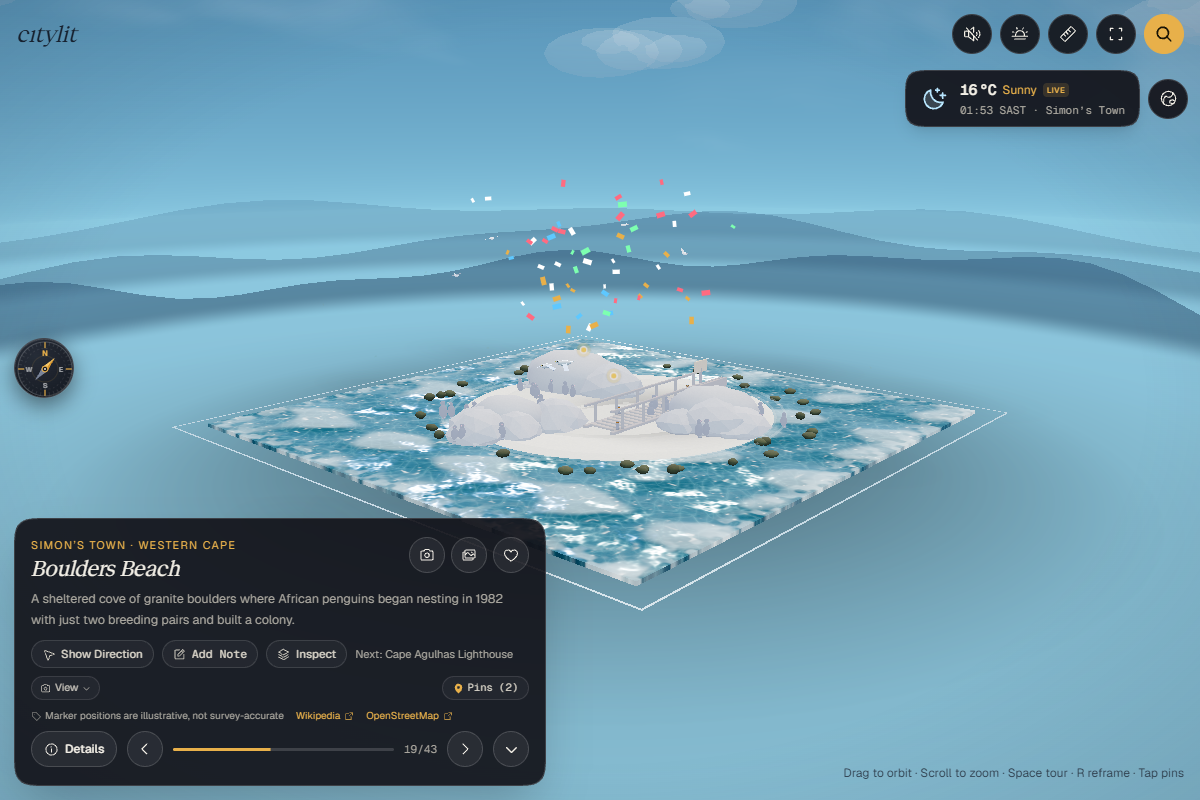 cıtylit
16°C Sunny LIVE
01:53 SAST · Simon's Town
N
W E
S
SIMON'S TOWN · WESTERN CAPE
Boulders Beach
A sheltered cove of granite boulders where African penguins began nesting in 1982
with just two breeding pairs and built a colony.
Show Direction Add Note Inspect Next: Cape Agulhas Lighthouse
View Pins (2)
Marker positions are illustrative, not survey-accurate Wikipedia OpenStreetMap
Details 19/43
Drag to orbit · Scroll to zoom · Space tour · R reframe · Tap pins